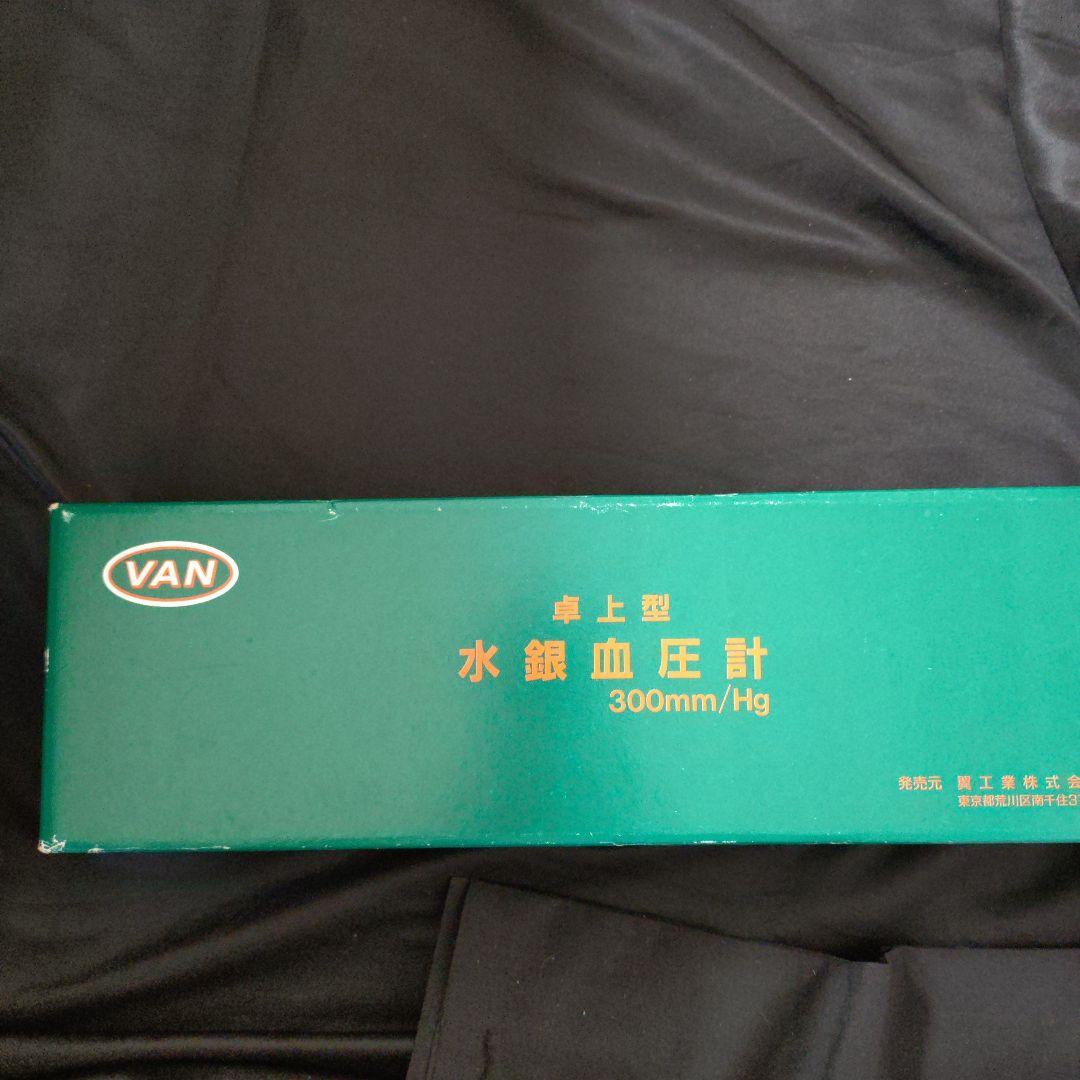 VAN
卓上型
水銀血圧計
300mm/Hg
発売元 翼工業株式会
東京都荒川区南千住3